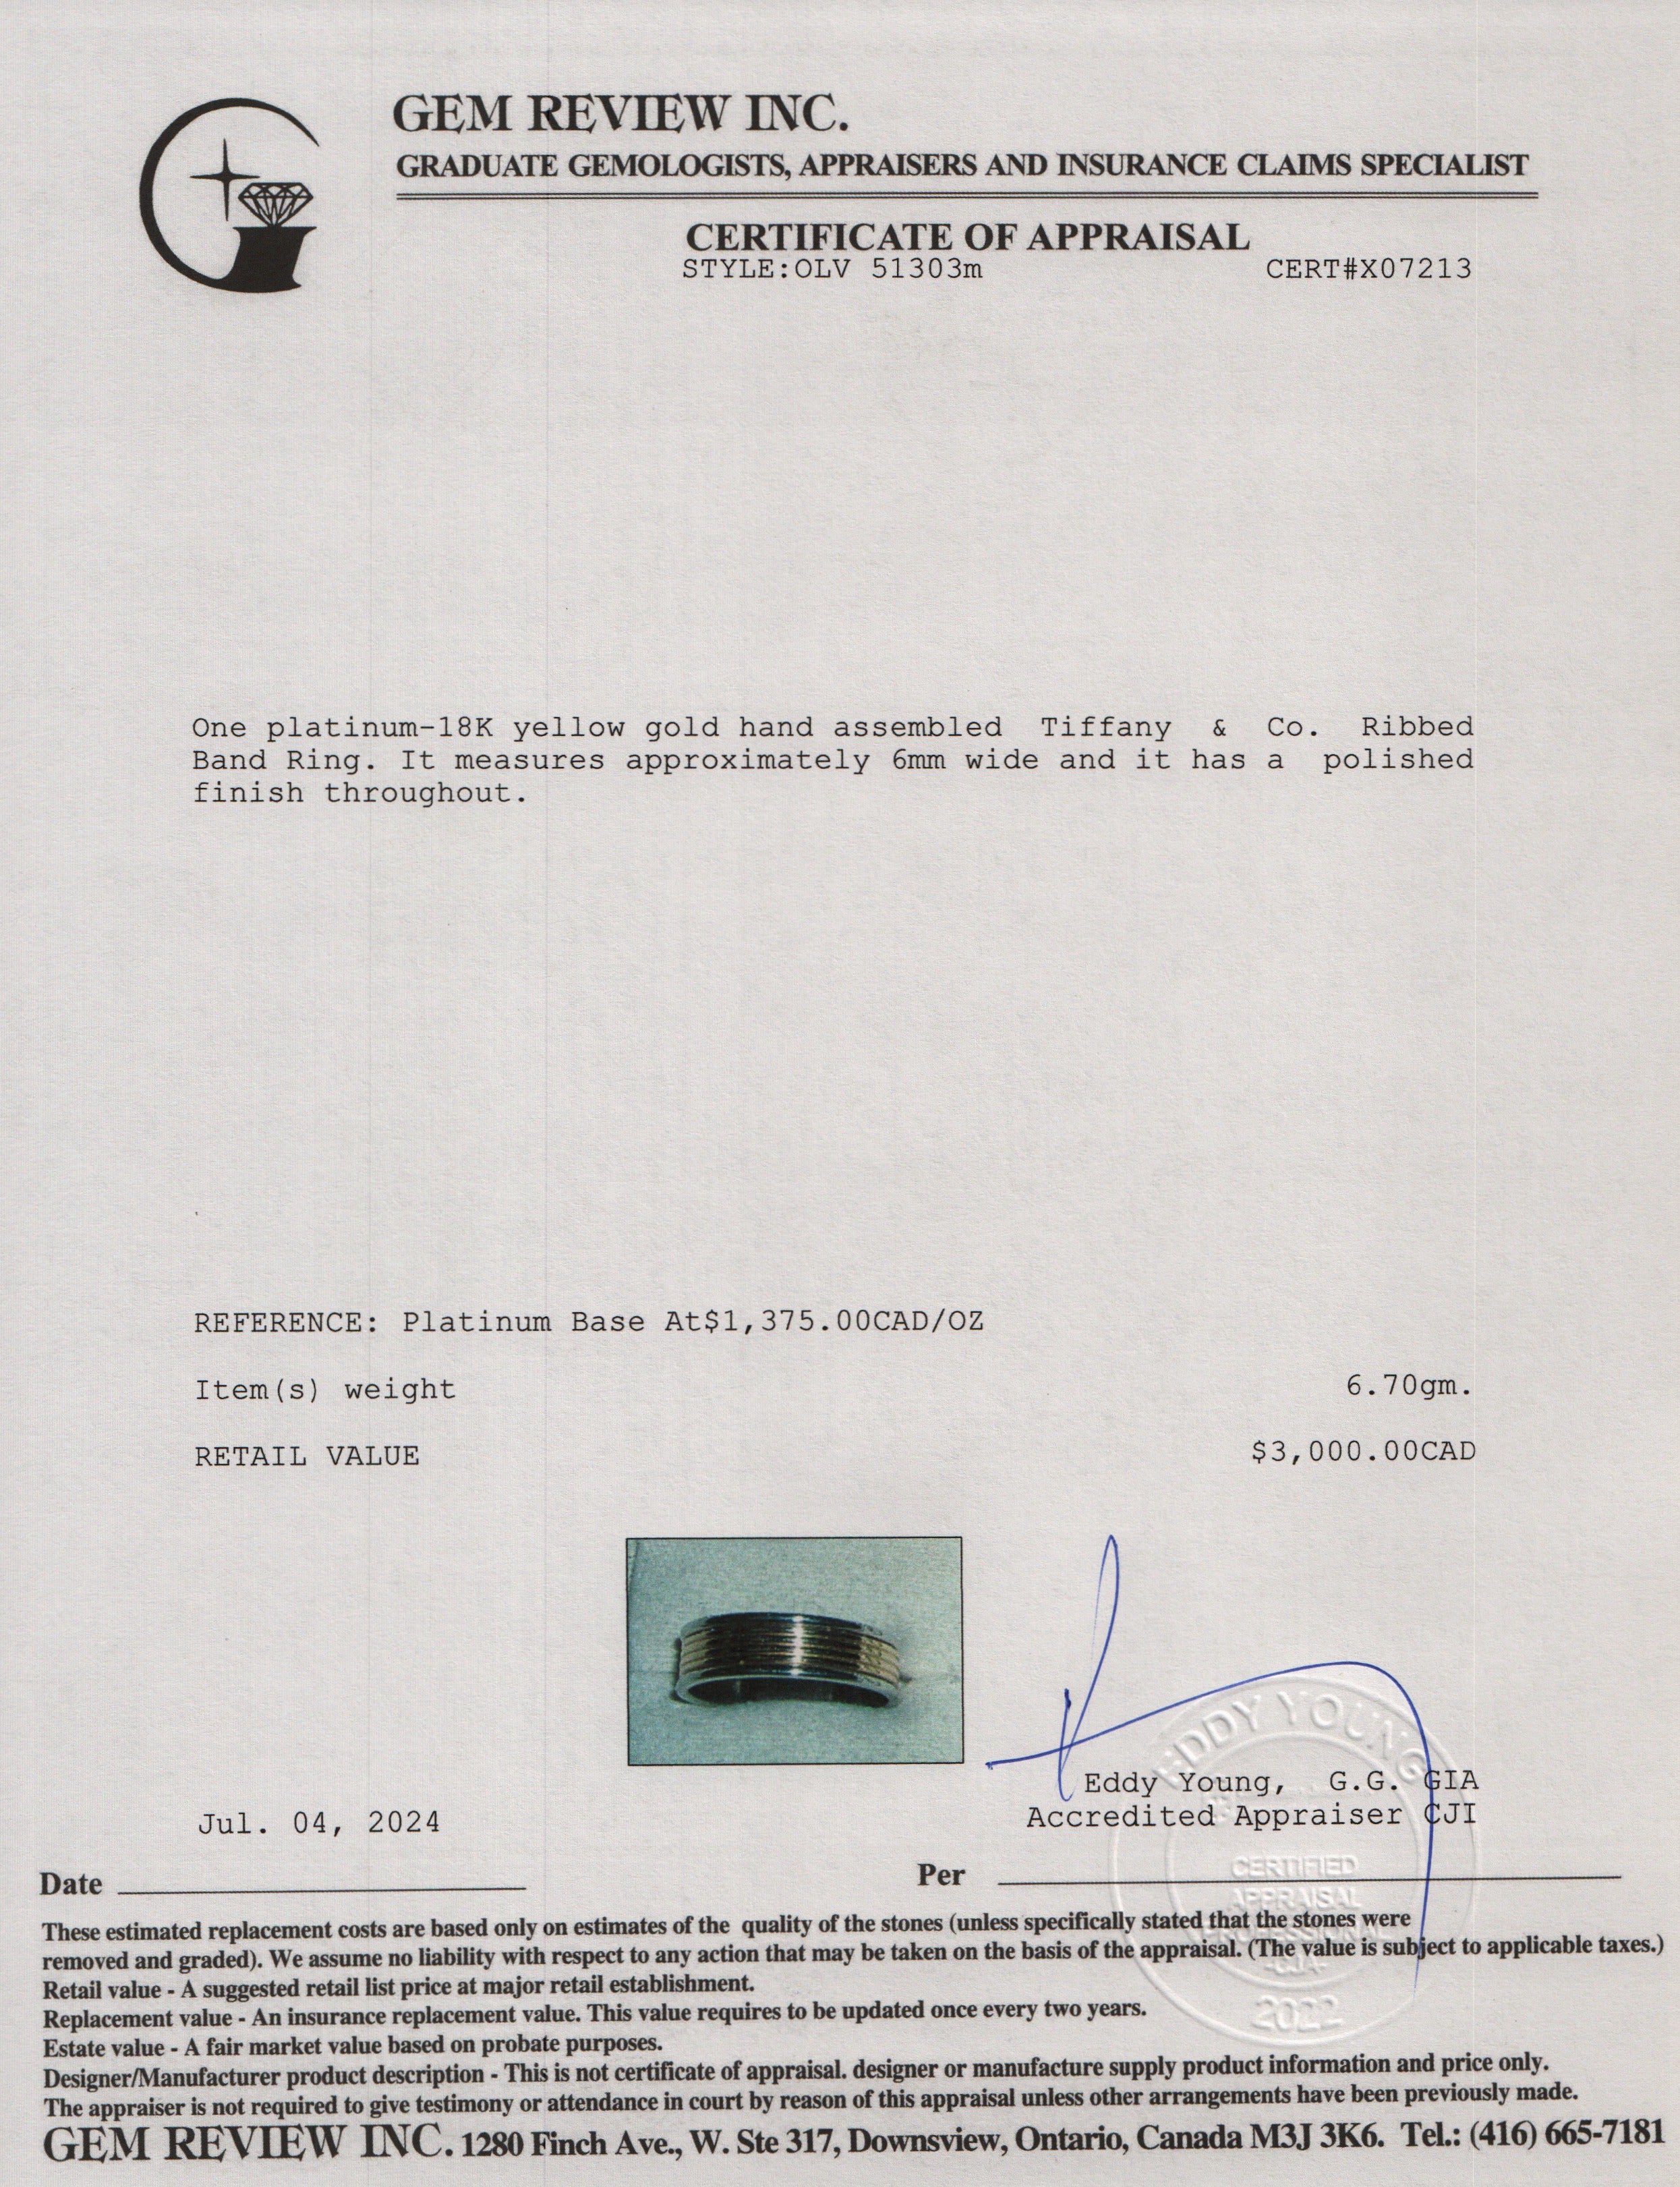 GEM REVIEW INC.
GRADUATE GEMOLOGISTS, APPRAISERS AND INSURANCE CLAIMS SPECIALIST
CERTIFICATE OF APPRAISAL
STYLE:OLV 51303m CERT#X07213
One platinum-18K yellow gold hand assembled Tiffany & Co. Ribbed
Band Ring. It measures approximately 6mm wide and it has a polished
finish throughout.
REFERENCE: Platinum Base At$1,375.00CAD/OZ
Item(s) weight 6.70gm.
RETAIL VALUE $3,000.00CAD
EDDY YOUNG
Eddy Young, G.G. GIA
Jul. 04, 2024 Accredited Appraiser CJI
Date Per
CERTIFIED
APPRAISAL
PROFESSIONAL
-CJA-
2022
These estimated replacement costs are based only on estimates of the quality of the stones (unless specifically stated that the stones were
removed and graded). We assume no liability with respect to any action that may be taken on the basis of the appraisal. (The value is subject to applicable taxes.)
Retail value - A suggested retail list price at major retail establishment.
Replacement value - An insurance replacement value. This value requires to be updated once every two years.
Estate value - A fair market value based on probate purposes.
Designer/Manufacturer product description - This is not certificate of appraisal. designer or manufacture supply product information and price only.
The appraiser is not required to give testimony or attendance in court by reason of this appraisal unless other arrangements have been previously made.
GEM REVIEW INC. 1280 Finch Ave., W. Ste 317, Downsview, Ontario, Canada M3J 3K6. Tel.: (416) 665-7181